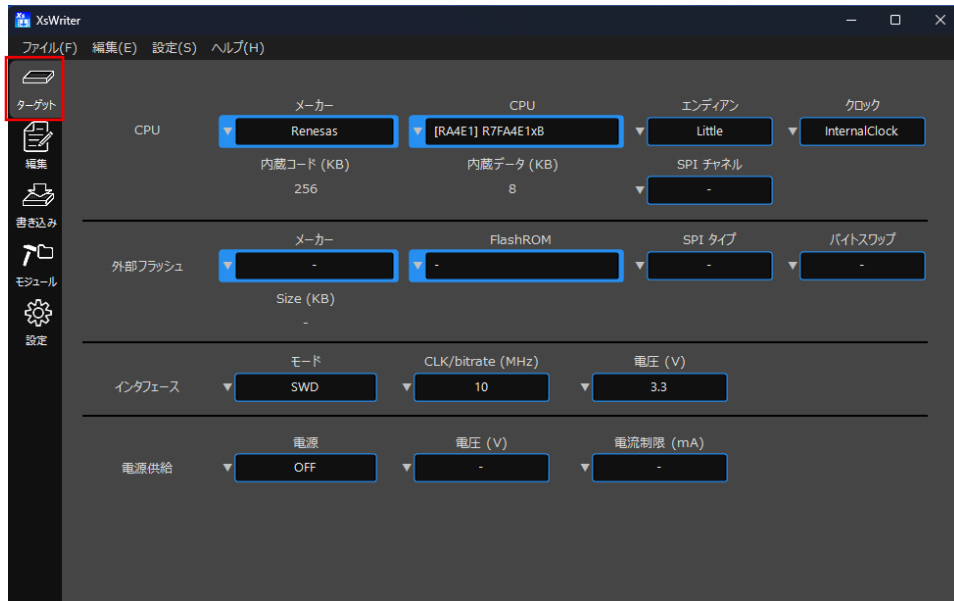 XsWriter
ファイル(F) 編集(E) 設定(S) ヘルプ(H)
ターゲット
編集
書き込み
モジュール
設定
メーカー CPU エンディアン クロック
CPU Renesas [RA4E1] R7FA4E1xB Little InternalClock
内蔵コード (KB) 内蔵データ (KB) SPI チャネル
256 8 -
メーカー FlashROM SPI タイプ バイトスワップ
外部フラッシュ - - - -
Size (KB)
-
モード CLK/bitrate (MHz) 電圧 (V)
インタフェース SWD 10 3.3
電源 電圧 (V) 電流制限 (mA)
電源供給 OFF - -